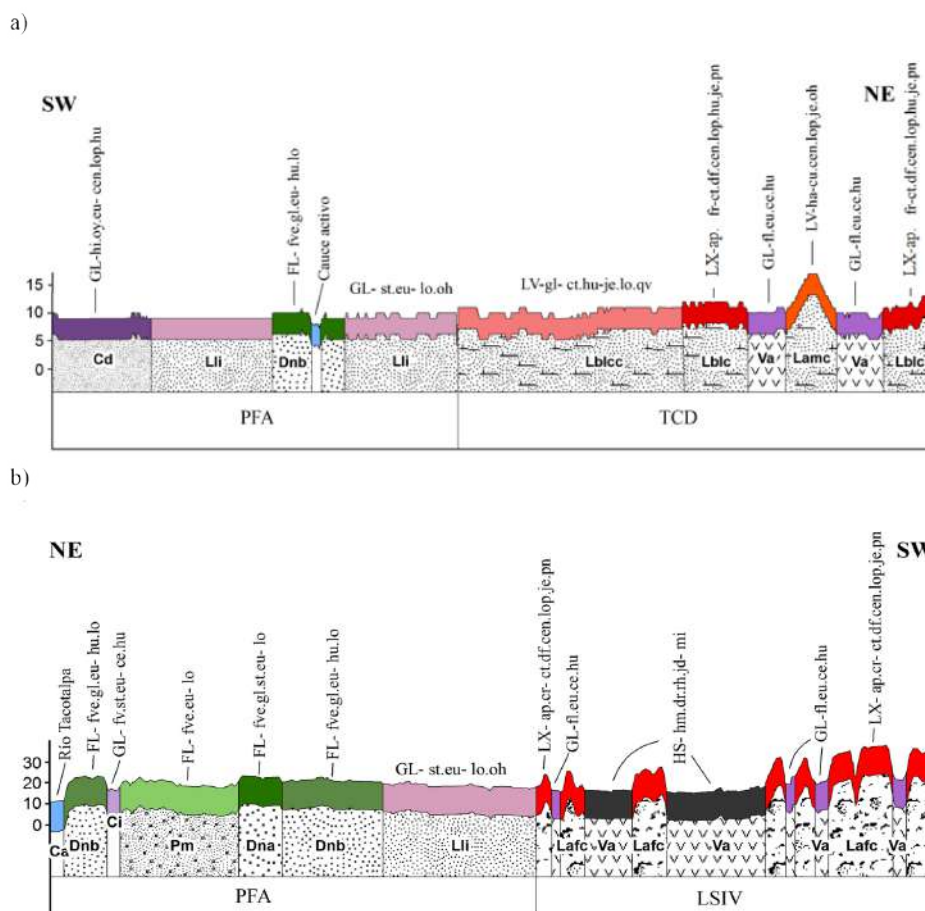 a)
SW
NE
GL-hi.oy.eu- ccn.lop.hu
FL- fve.gl.eu- hu.lo
Cauce activo
GL- st.eu- lo.oh
LV-gl- ct.hu-je.lo.qv
LX-ap. fr-ct.df.cen.lop.hu.je.pn
GL-fl.eu.ce.hu
LV-ha-cu.cen.lop.je.oh
GL-fl.eu.ce.hu
LX-ap. fr-ct.df.cen.lop.hu.je.pn
15
10
5
0
Cd
Lli
Dnb
Lli
Lblcc
Lblc
Va
Lamc
Va
Lblc
PFA
TCD
b)
NE
SW
Rio Tacotalpa
FL- fve.gl.eu- hu.lo
GL- fv.st.eu- ce.hu
FL- fve.eu- lo
FL- fve.gl.st.eu- lo
FL- fve.gl.eu- hu.lo
GL- st.eu- lo.oh
LX- ap.cr- ct.df.cen.lop.je.pn
GL-fl.eu.ce.hu
HS- hm.dr.rh.jd- mi
GL-fl.eu.ce.hu
LX- ap.cr- ct.df.cen.lop.je.pn
30
20
10
0
Ca
Dnb
Ci
Pm
Dna
Dnb
Lli
Lafc
Va
Lafc
Va
Va
Lafc
Va
PFA
LSIV